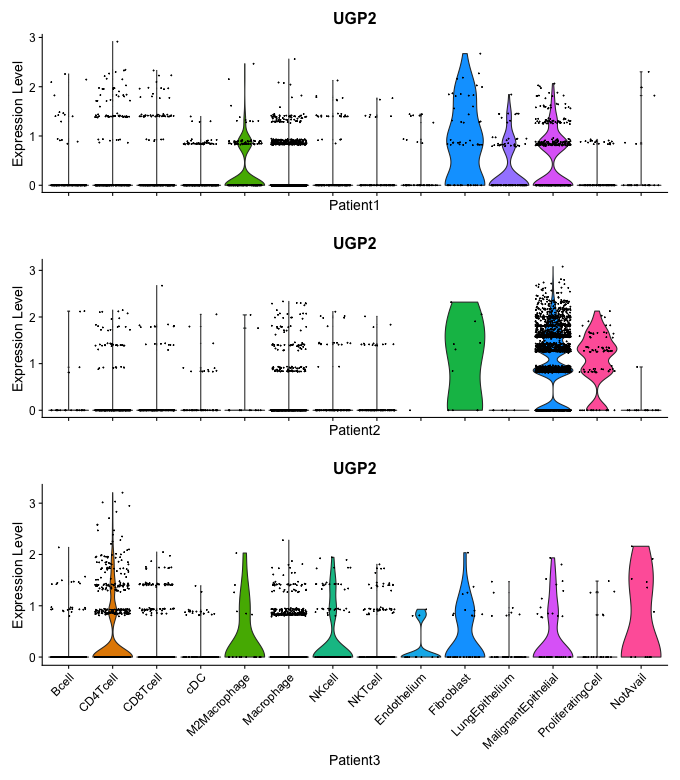 UGP2
Expression Level
3
2
1
0
Patient1
UGP2
Expression Level
3
2
1
0
Patient2
UGP2
Expression Level
3
2
1
0
Bcell
CD4Tcell
CD8Tcell
cDC
M2Macrophage
Macrophage
NKcell
NKTcell
Endothelium
Fibroblast
LungEpithelium
MalignantEpithelial
ProliferatingCell
NotAvail
Patient3